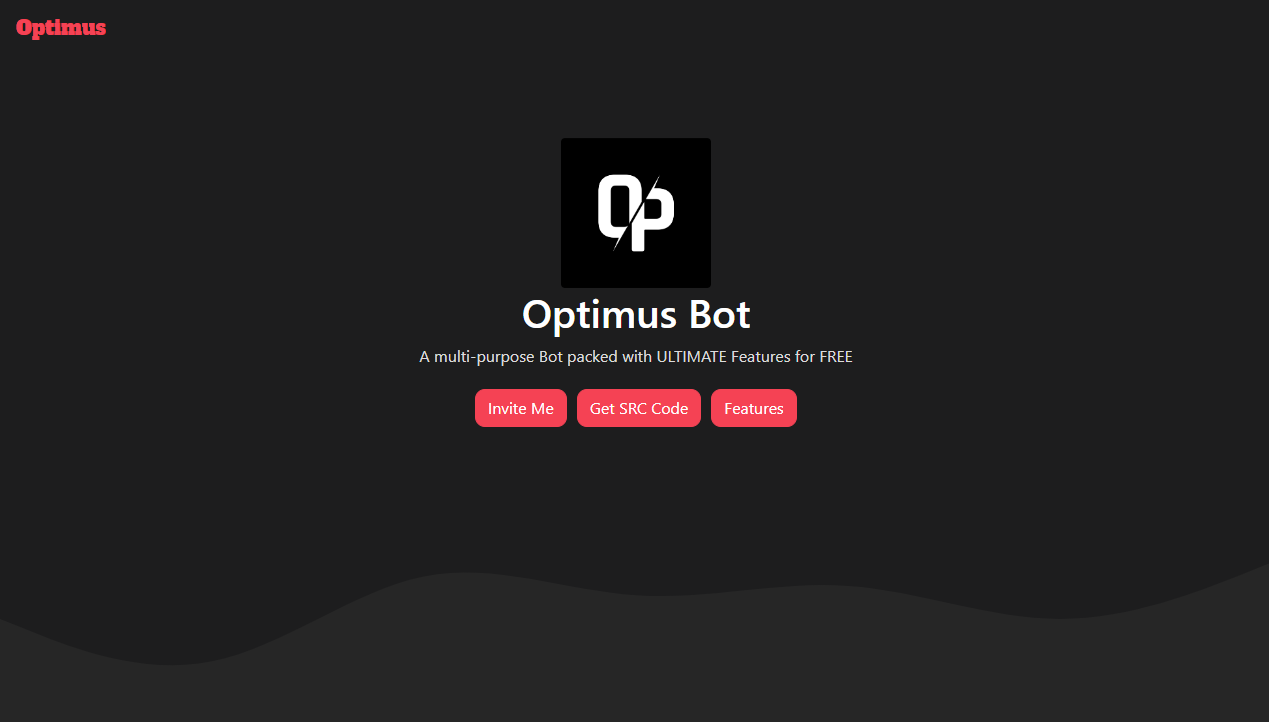 Optimus
OP
Optimus Bot
A multi-purpose Bot packed with ULTIMATE Features for FREE
Invite Me
Get SRC Code
Features